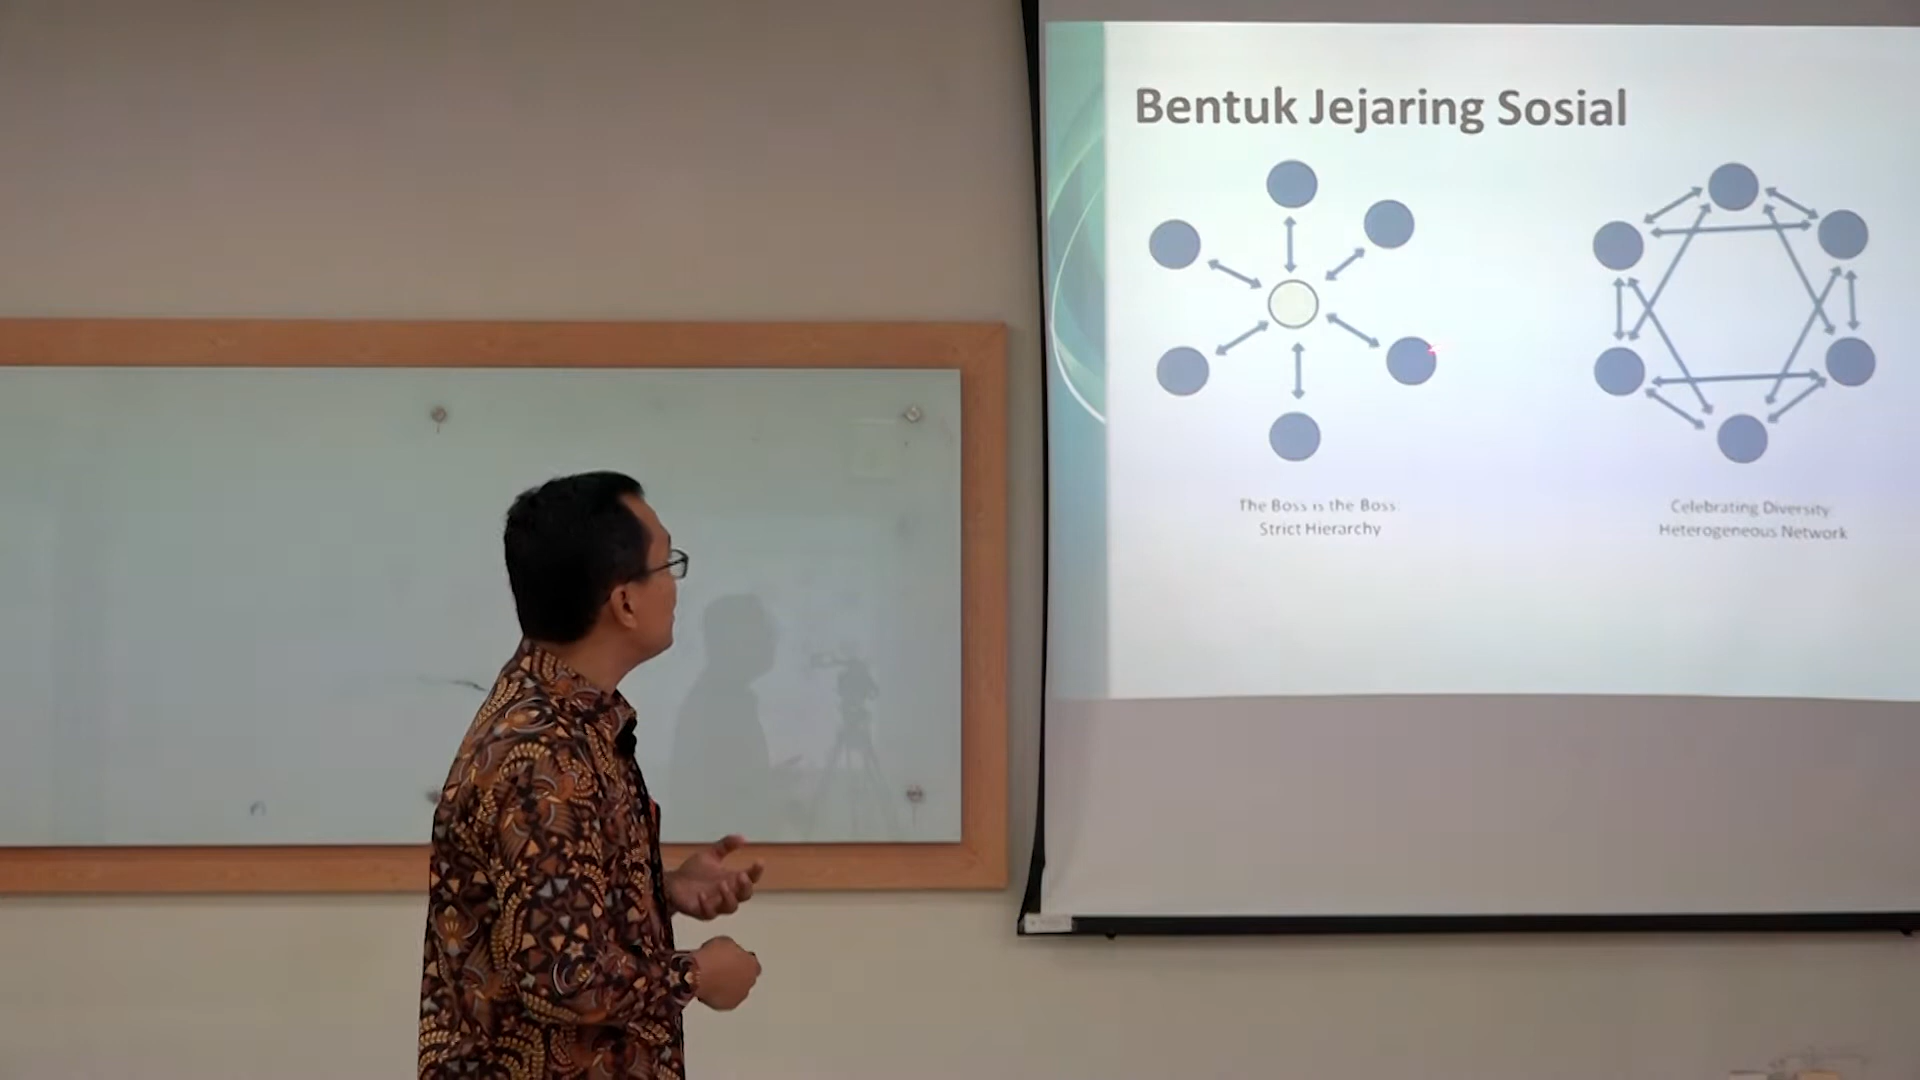 Bentuk Jejaring Sosial
The Boss is the Boss
Strict Hierarchy
Celebrating Diversity
Heterogeneous Network